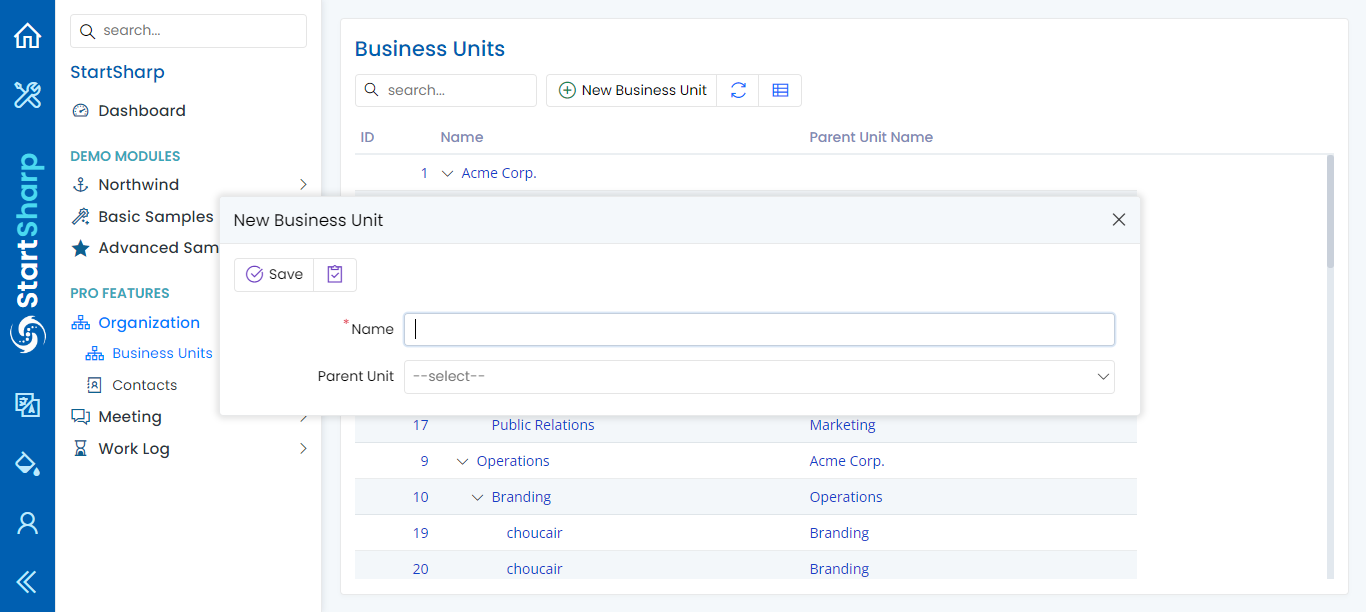 StartSharp
search...
StartSharp
Dashboard
DEMO MODULES
Northwind
Basic Samples
Advanced Sam
PRO FEATURES
Organization
Business Units
Contacts
Meeting
Work Log
Business Units
search...
New Business Unit
ID Name Parent Unit Name
1 Acme Corp.
New Business Unit
Save
* Name
Parent Unit --select--
17 Public Relations Marketing
9 Operations Acme Corp.
10 Branding Operations
19 choucair Branding
20 choucair Branding